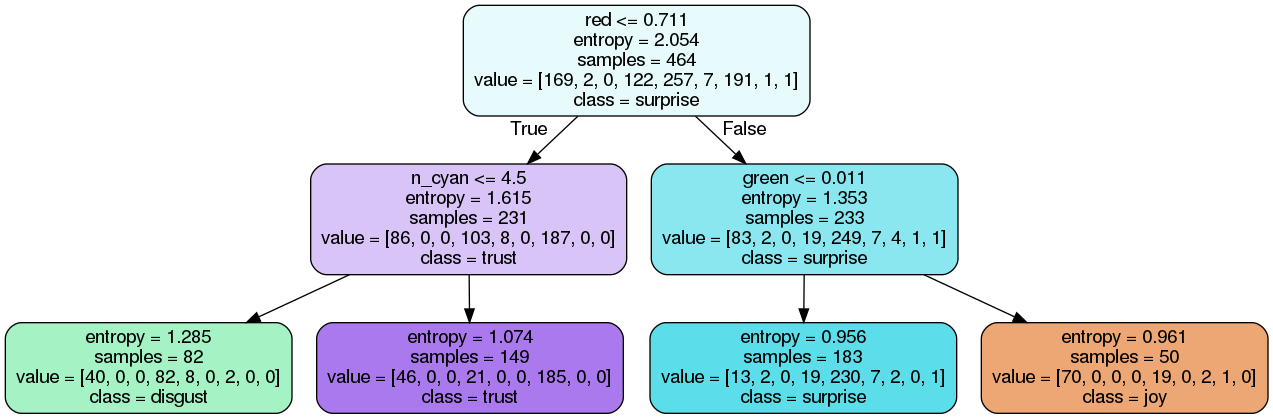 red <= 0.711
entropy = 2.054
samples = 464
value = [169, 2, 0, 122, 257, 7, 191, 1, 1]
class = surprise
True
False
n_cyan <= 4.5
entropy = 1.615
samples = 231
value = [86, 0, 0, 103, 8, 0, 187, 0, 0]
class = trust
green <= 0.011
entropy = 1.353
samples = 233
value = [83, 2, 0, 19, 249, 7, 4, 1, 1]
class = surprise
entropy = 1.285
samples = 82
value = [40, 0, 0, 82, 8, 0, 2, 0, 0]
class = disgust
entropy = 1.074
samples = 149
value = [46, 0, 0, 21, 0, 0, 185, 0, 0]
class = trust
entropy = 0.956
samples = 183
value = [13, 2, 0, 19, 230, 7, 2, 0, 1]
class = surprise
entropy = 0.961
samples = 50
value = [70, 0, 0, 0, 19, 0, 2, 1, 0]
class = joy